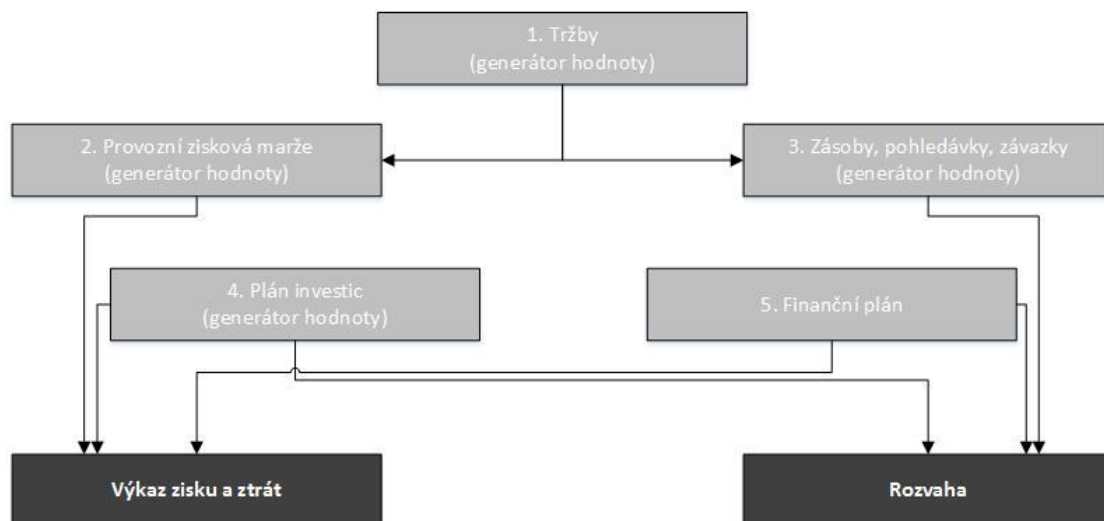 1. Tržby
(generátor hodnoty)
2. Provozní zisková marže
(generátor hodnoty)
3. Zásoby, pohledávky, závazky
(generátor hodnoty)
4. Plán investic
(generátor hodnoty)
5. Finanční plán
Výkaz zisku a ztrát
Rozvaha